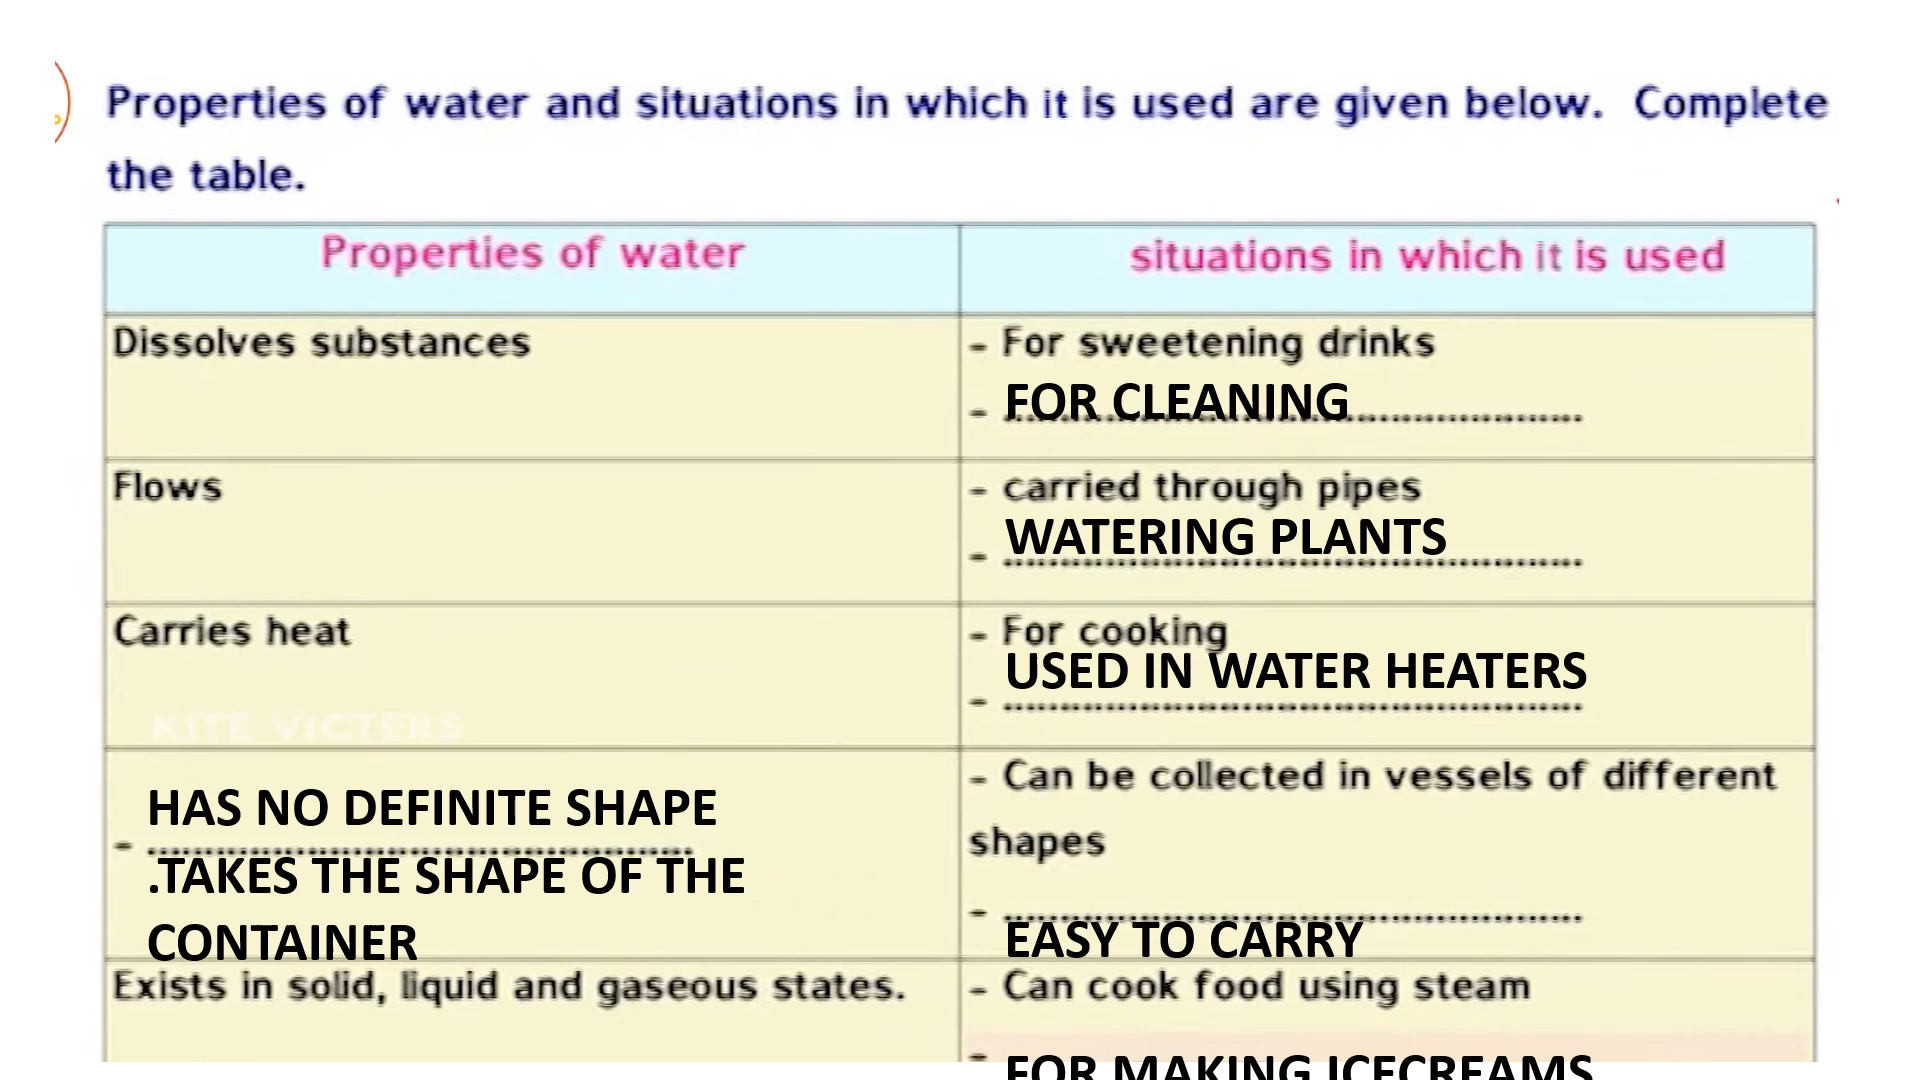 Properties of water and situations in which it is used are given below. Complete
the table.
Properties of water
situations in which it is used
Dissolves substances
- For sweetening drinks
- FOR CLEANING
Flows
- carried through pipes
- WATERING PLANTS
Carries heat
- For cooking
- USED IN WATER HEATERS
KITE VICTERS
- HAS NO DEFINITE SHAPE
.TAKES THE SHAPE OF THE
CONTAINER
- Can be collected in vessels of different
shapes
- EASY TO CARRY
Exists in solid, liquid and gaseous states.
- Can cook food using steam
- FOR MAKING ICECREAMS